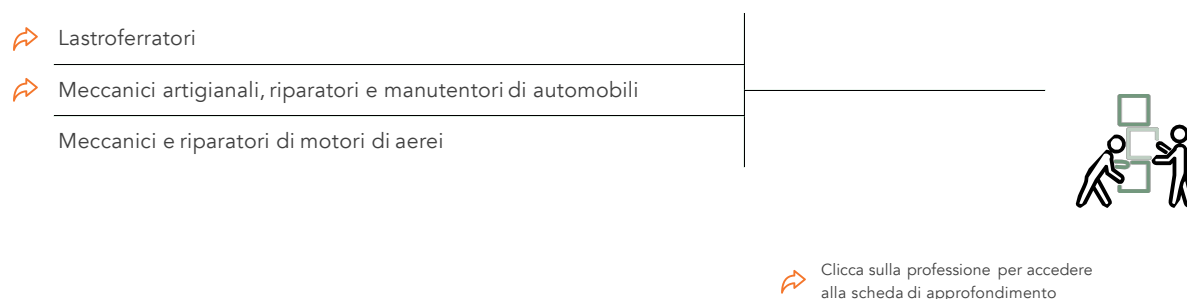 Lastroferratori
Meccanici artigianali, riparatori e manutentori di automobili
Meccanici e riparatori di motori di aerei
Clicca sulla professione per accedere
alla scheda di approfondimento